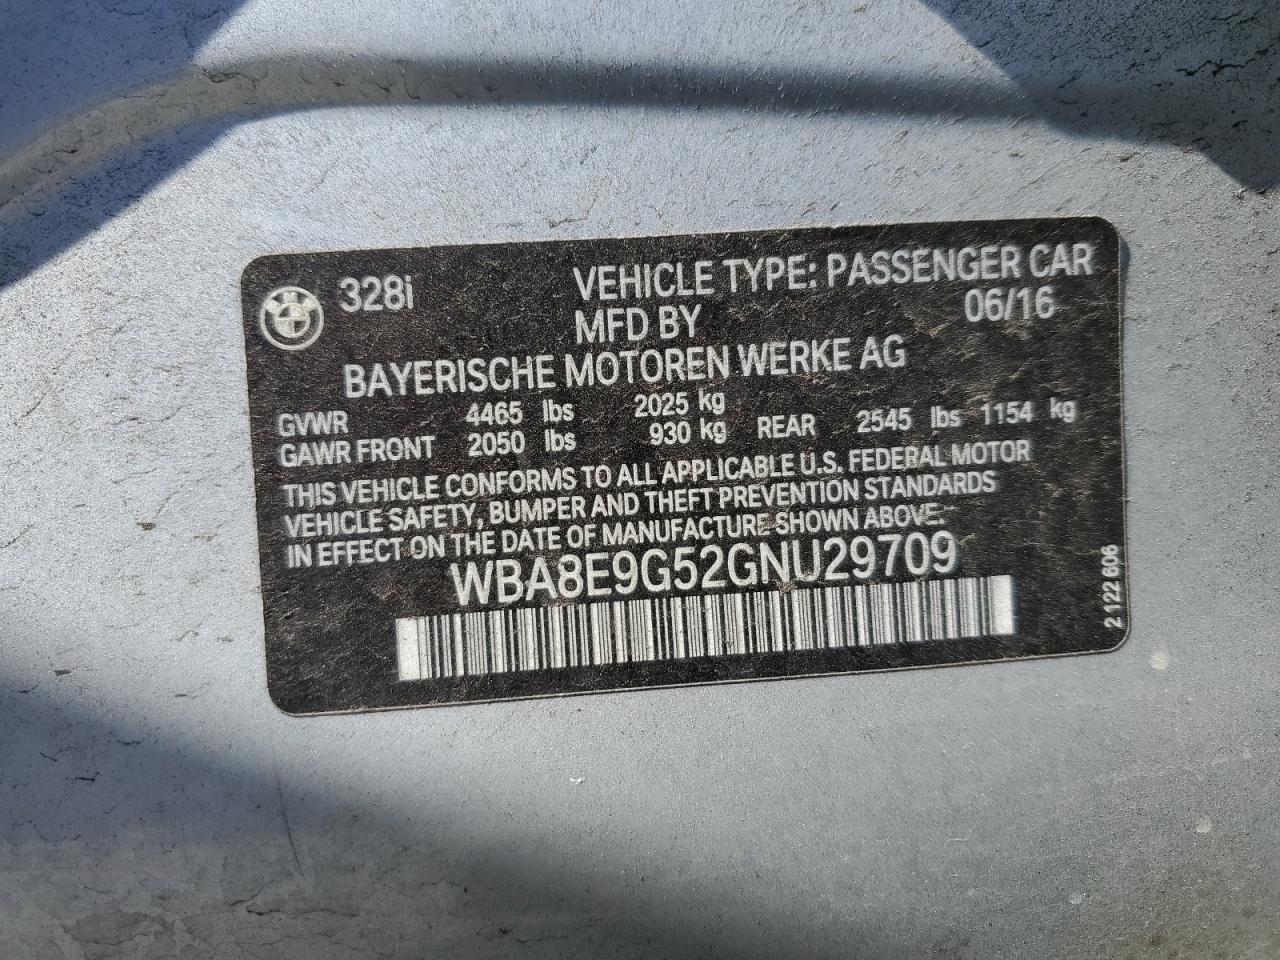 328i VEHICLE TYPE: PASSENGER CAR
MFD BY 06/16
BAYERISCHE MOTOREN WERKE AG
GVWR 4465 lbs 2025 kg
GAWR FRONT 2050 lbs 930 kg REAR 2545 lbs 1154 kg
THIS VEHICLE CONFORMS TO ALL APPLICABLE U.S. FEDERAL MOTOR
VEHICLE SAFETY, BUMPER AND THEFT PREVENTION STANDARDS
IN EFFECT ON THE DATE OF MANUFACTURE SHOWN ABOVE.
WBA8E9G52GNU29709
2 122 606